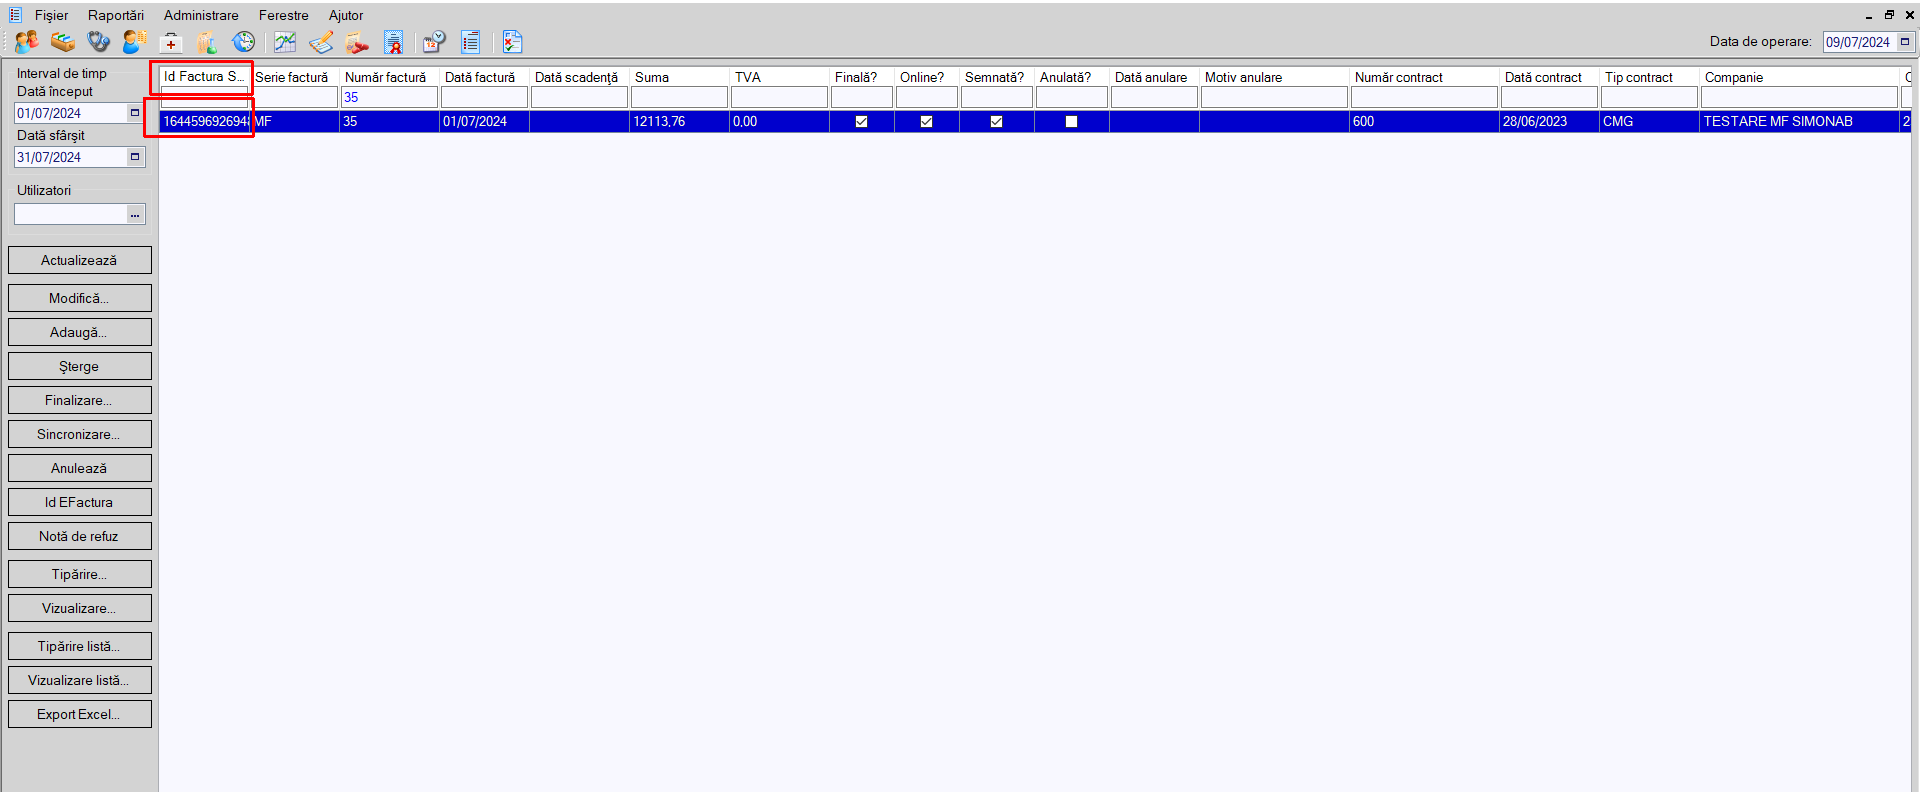 Fişier Raportări Administrare Ferestre Ajutor
12
Data de operare: 09/07/2024
Interval de timp
Dată început
01/07/2024
Dată sfârşit
31/07/2024
Utilizatori
...
Actualizează
Modifică...
Adaugă...
Şterge
Finalizare...
Sincronizare...
Anulează
Id EFactura
Notă de refuz
Tipărire...
Vizualizare...
Tipărire listă...
Vizualizare listă...
Export Excel...
Id Factura S... Serie factură Număr factură Dată factură Dată scadenţă Suma TVA Finală? Online? Semnată? Anulată? Dată anulare Motiv anulare Număr contract Dată contract Tip contract Companie
35
1644596926948 MF 35 01/07/2024 12113,76 0,00 600 28/06/2023 CMG TESTARE MF SIMONAB 2